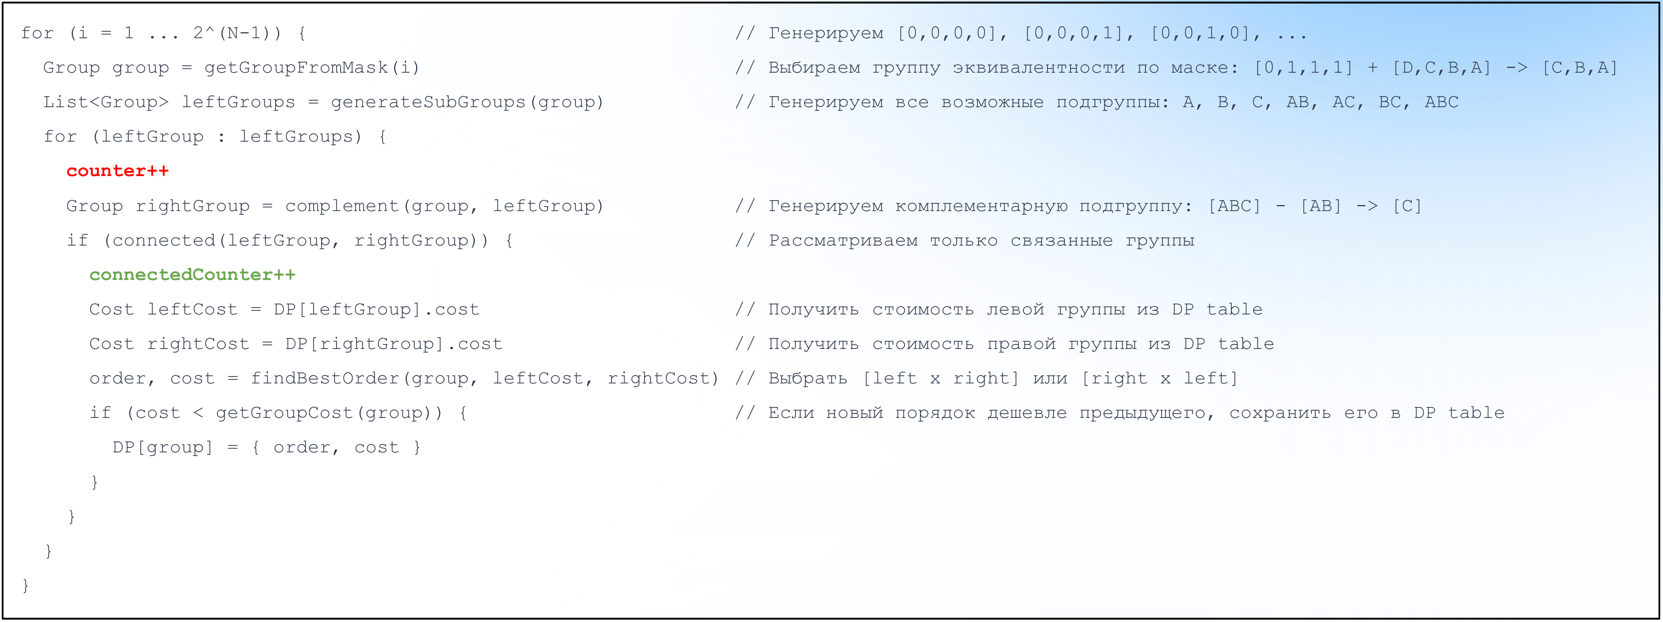 for (i = 1 ... 2^(N-1)) { // Генерируем [0,0,0,0], [0,0,0,1], [0,0,1,0], ...
Group group = getGroupFromMask(i) // Выбираем группу эквивалентности по маске: [0,1,1,1] + [D,C,B,A] -> [C,B,A]
List<Group> leftGroups = generateSubGroups(group) // Генерируем все возможные подгруппы: A, B, C, AB, AC, BC, ABC
for (leftGroup : leftGroups) {
counter++
Group rightGroup = complement(group, leftGroup) // Генерируем комплементарную подгруппу: [ABC] - [AB] -> [C]
if (connected(leftGroup, rightGroup)) { // Рассматриваем только связанные группы
connectedCounter++
Cost leftCost = DP[leftGroup].cost // Получить стоимость левой группы из DP table
Cost rightCost = DP[rightGroup].cost // Получить стоимость правой группы из DP table
order, cost = findBestOrder(group, leftCost, rightCost) // Выбрать [left x right] или [right x left]
if (cost < getGroupCost(group)) { // Если новый порядок дешевле предыдущего, сохранить его в DP table
DP[group] = { order, cost }
}
}
}
}